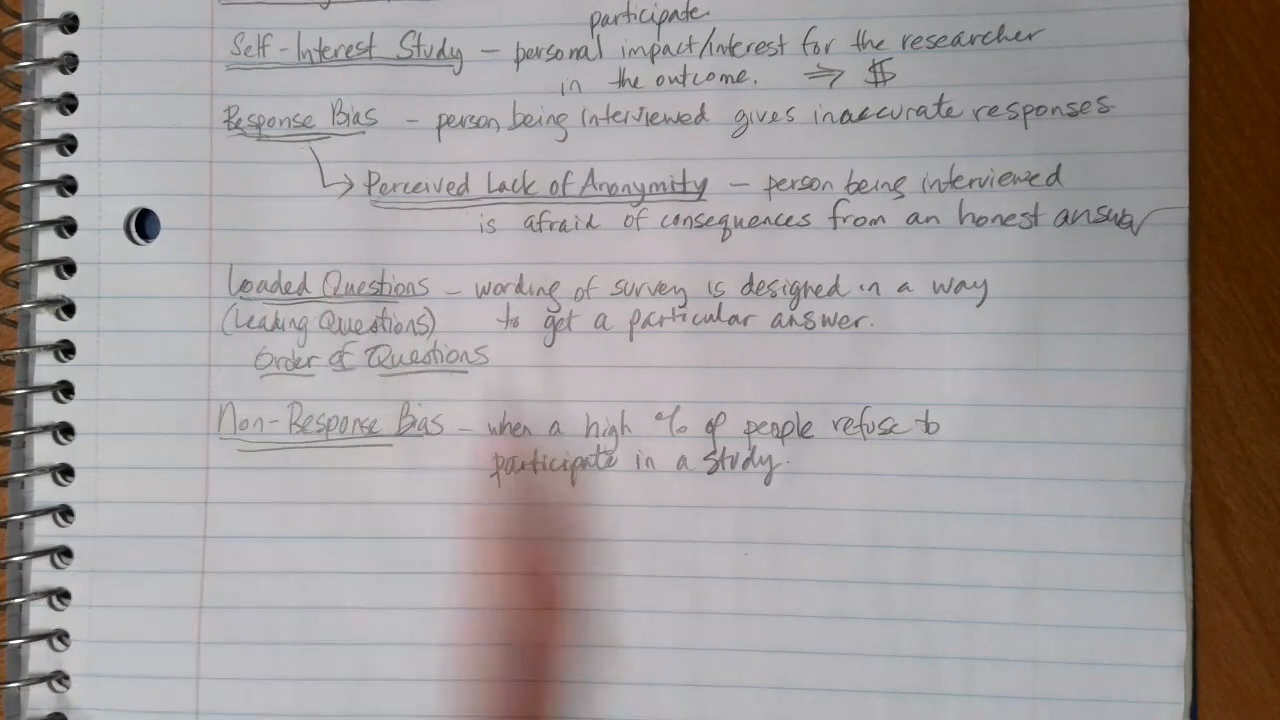 participate.
Self-Interest Study – personal impact/interest for the researcher
in the outcome. ⇒ $
Response Bias – person being interviewed gives inaccurate responses
↳ Perceived Lack of Anonymity – person being interviewed
is afraid of consequences from an honest answer
Loaded Questions – wording of survey is designed in a way
(Leading Questions) to get a particular answer.
Order of Questions
Non-Response Bias – when a high % of people refuse to
participate in a study.